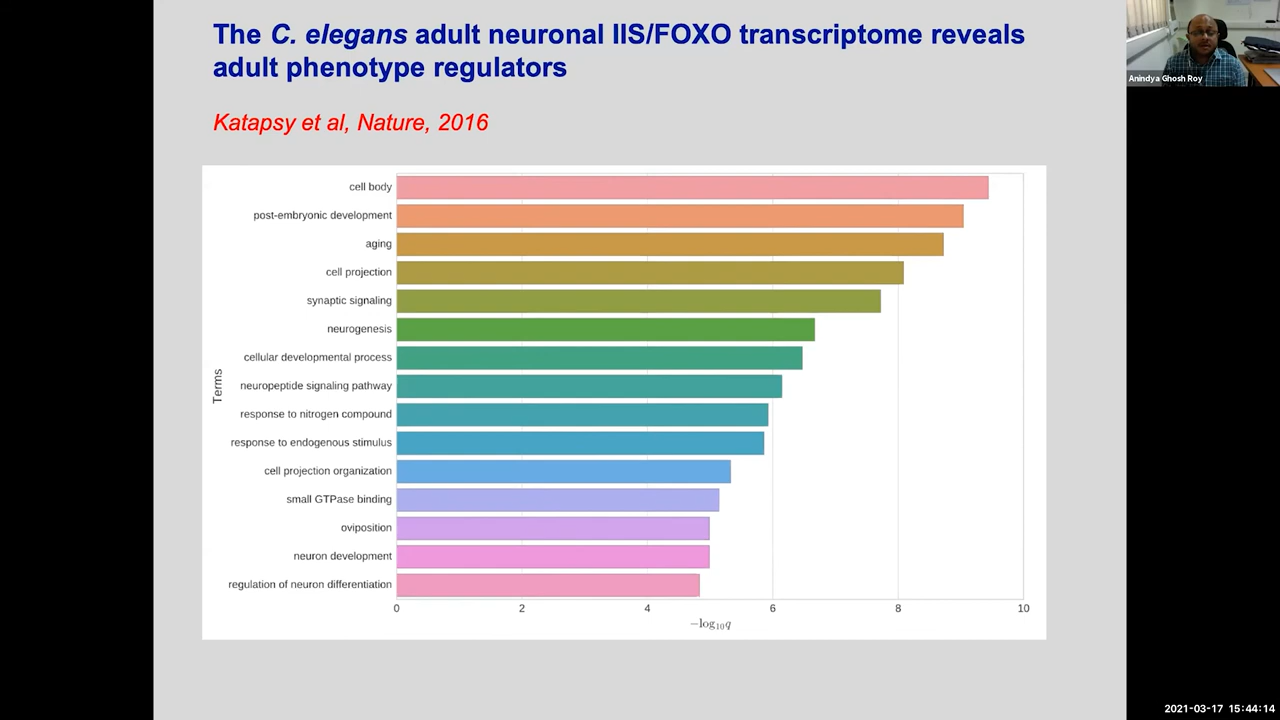 The C. elegans adult neuronal IIS/FOXO transcriptome reveals
adult phenotype regulators
Katapsy et al, Nature, 2016
Anindya Ghosh Roy
Terms
cell body
post-embryonic development
aging
cell projection
synaptic signaling
neurogenesis
cellular developmental process
neuropeptide signaling pathway
response to nitrogen compound
response to endogenous stimulus
cell projection organization
small GTPase binding
oviposition
neuron development
regulation of neuron differentiation
0 2 4 6 8 10
−log₁₀q
2021-03-17 15:44:14